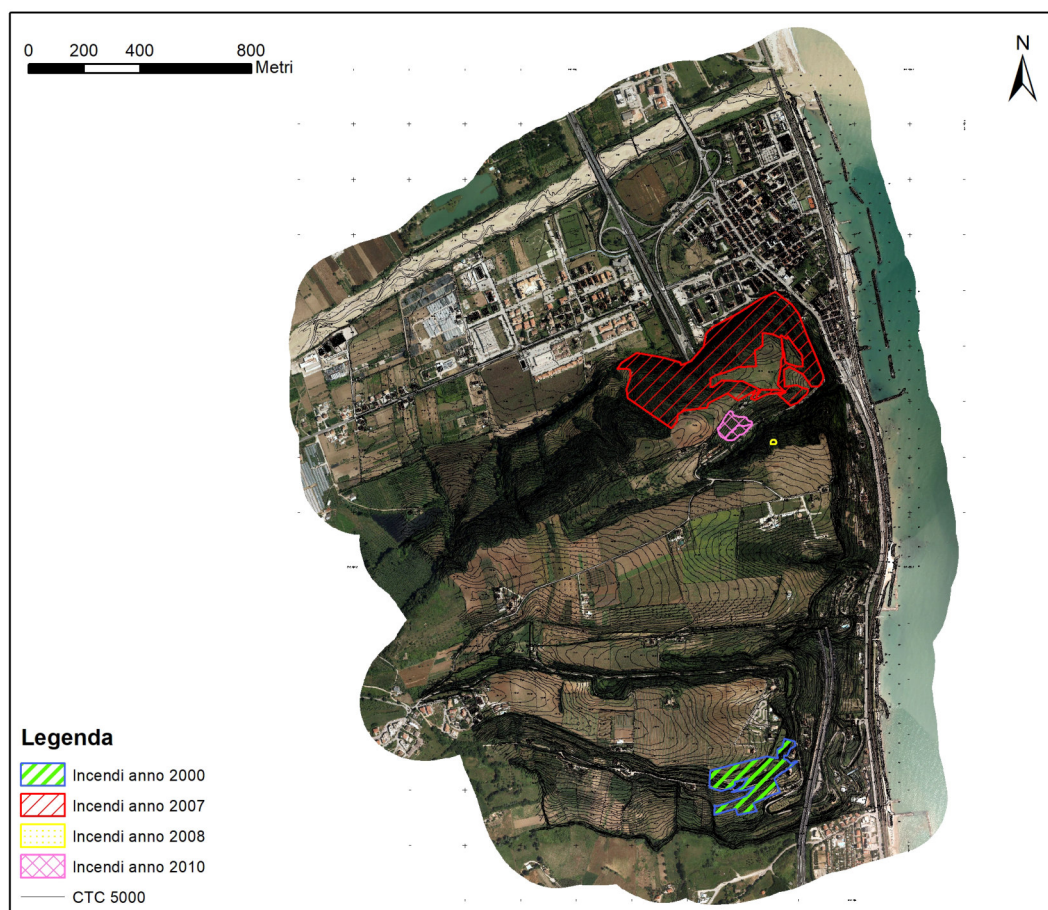 0 200 400 800
Metri
N
Legenda
Incendi anno 2000
Incendi anno 2007
Incendi anno 2008
Incendi anno 2010
CTC 5000